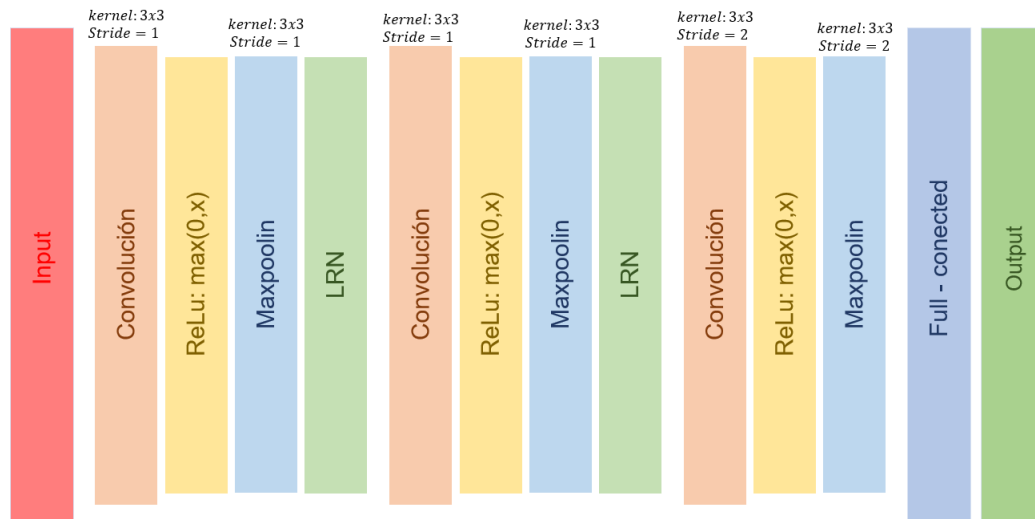 kernel: 3x3
Stride = 1
kernel: 3x3
Stride = 1
kernel: 3x3
Stride = 1
kernel: 3x3
Stride = 1
kernel: 3x3
Stride = 2
kernel: 3x3
Stride = 2
Input
Convolución
ReLu: max(0,x)
Maxpoolin
LRN
Convolución
ReLu: max(0,x)
Maxpoolin
LRN
Convolución
ReLu: max(0,x)
Maxpoolin
Full - conected
Output